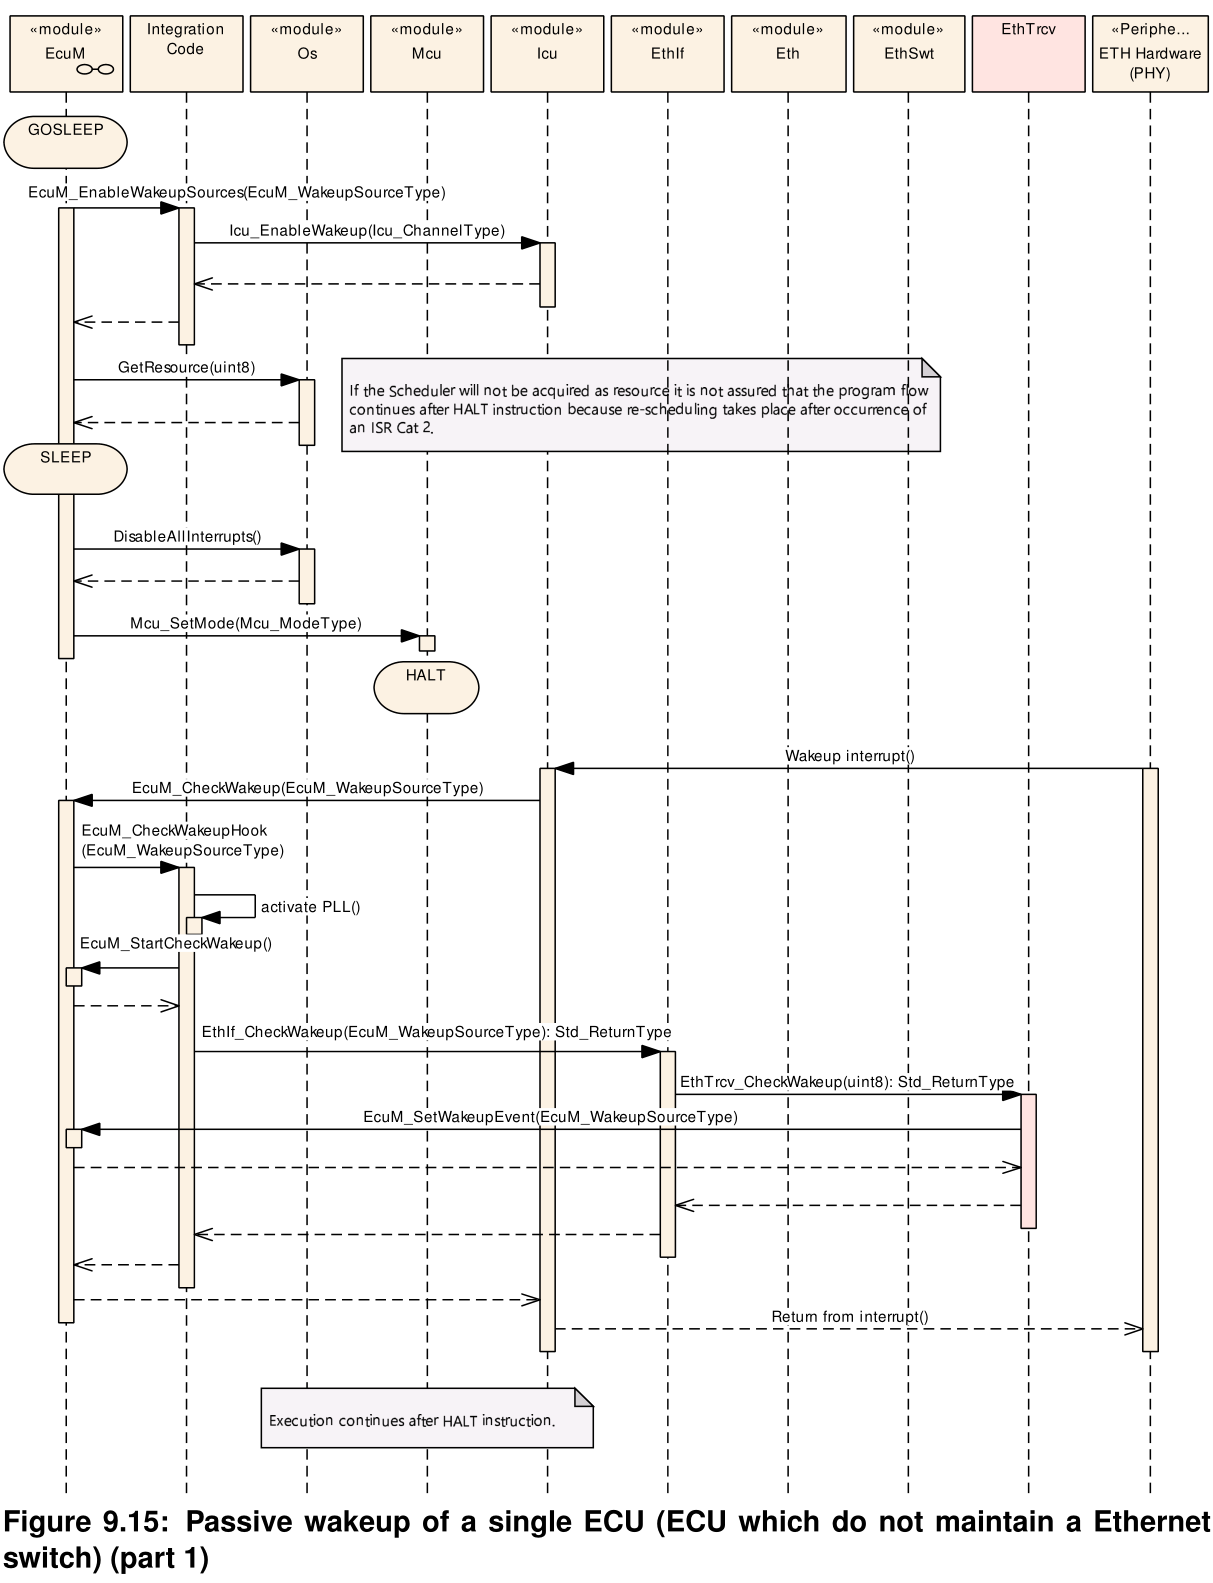 «module»
EcuM
Integration
Code
«module»
Os
«module»
Mcu
«module»
Icu
«module»
EthIf
«module»
Eth
«module»
EthSwt
EthTrcv
«Periphe...
ETH Hardware
(PHY)
GOSLEEP
EcuM_EnableWakeupSources(EcuM_WakeupSourceType)
Icu_EnableWakeup(Icu_ChannelType)
GetResource(uint8)
If the Scheduler will not be acquired as resource it is not assured that the program flow
continues after HALT instruction because re-scheduling takes place after occurrence of
an ISR Cat 2.
SLEEP
DisableAllInterrupts()
Mcu_SetMode(Mcu_ModeType)
HALT
Wakeup interrupt()
EcuM_CheckWakeup(EcuM_WakeupSourceType)
EcuM_CheckWakeupHook
(EcuM_WakeupSourceType)
activate PLL()
EcuM_StartCheckWakeup()
EthIf_CheckWakeup(EcuM_WakeupSourceType): Std_ReturnType
EthTrcv_CheckWakeup(uint8): Std_ReturnType
EcuM_SetWakeupEvent(EcuM_WakeupSourceType)
Return from interrupt()
Execution continues after HALT instruction.
Figure 9.15: Passive wakeup of a single ECU (ECU which do not maintain a Ethernet
switch) (part 1)